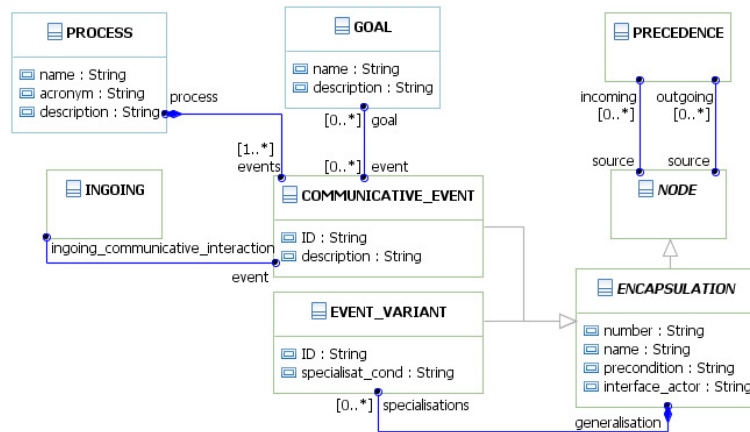 PROCESS
name : String
acronym : String
description : String
process
[1..*]
events
GOAL
name : String
description : String
[0..*]
goal
[0..*]
event
PRECEDENCE
incoming
[0..*]
outgoing
[0..*]
source
source
NODE
INGOING
ingoing_communicative_interaction
event
COMMUNICATIVE_EVENT
ID : String
description : String
EVENT_VARIANT
ID : String
specialisat_cond : String
[0..*]
specialisations
ENCAPSULATION
number : String
name : String
precondition : String
interface_actor : String
generalisation